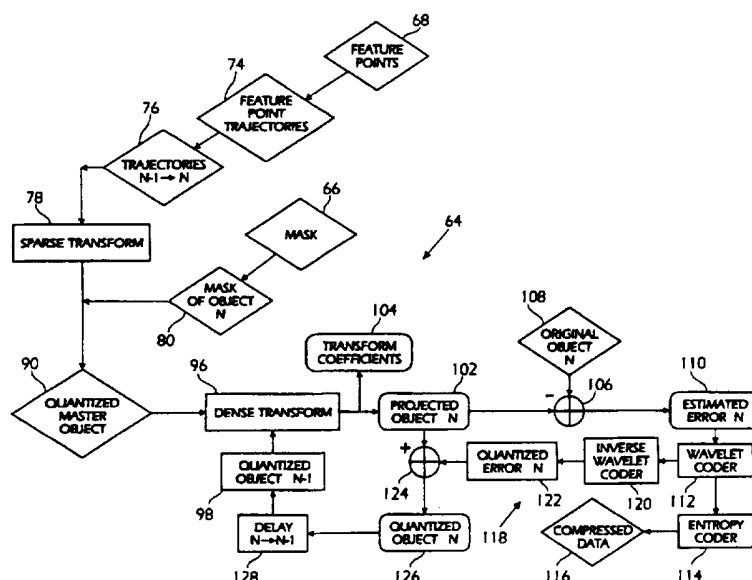 68
FEATURE
POINTS
74
FEATURE
POINT
TRAJECTORIES
76
TRAJECTORIES
N-1→N
78
SPARSE TRANSFORM
66
MASK
64
MASK
OF OBJECT
N
80
104
TRANSFORM
COEFFICIENTS
108
ORIGINAL
OBJECT
N
90
QUANTIZED
MASTER
OBJECT
96
DENSE TRANSFORM
102
PROJECTED
OBJECT N
-
106
110
ESTIMATED
ERROR N
QUANTIZED
OBJECT N-1
98
+
124
QUANTIZED
ERROR N
122
INVERSE
WAVELET
CODER
120
WAVELET
CODER
112
DELAY
N→N-1
128
QUANTIZED
OBJECT N
126
118
COMPRESSED
DATA
116
ENTROPY
CODER
114